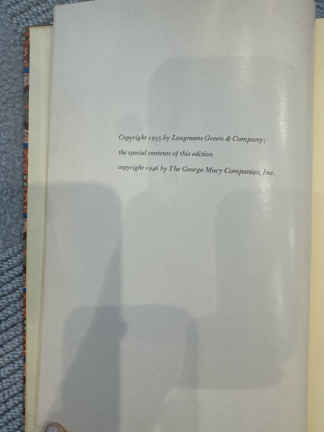 Copyright 1935 by Longmans Green & Company;
the special contents of this edition
copyright 1946 by The George Macy Companies, Inc.